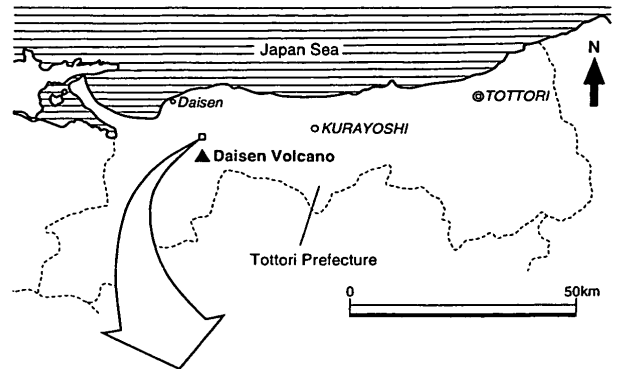 Japan Sea
N
Daisen
TOTTORI
KURAYOSHI
Daisen Volcano
Tottori Prefecture
0 50km